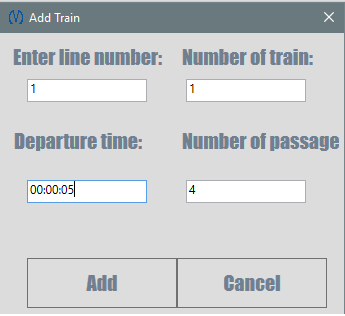 Add Train
Enter line number: Number of train:
1 1
Departure time: Number of passage
00:00:05 4
Add Cancel